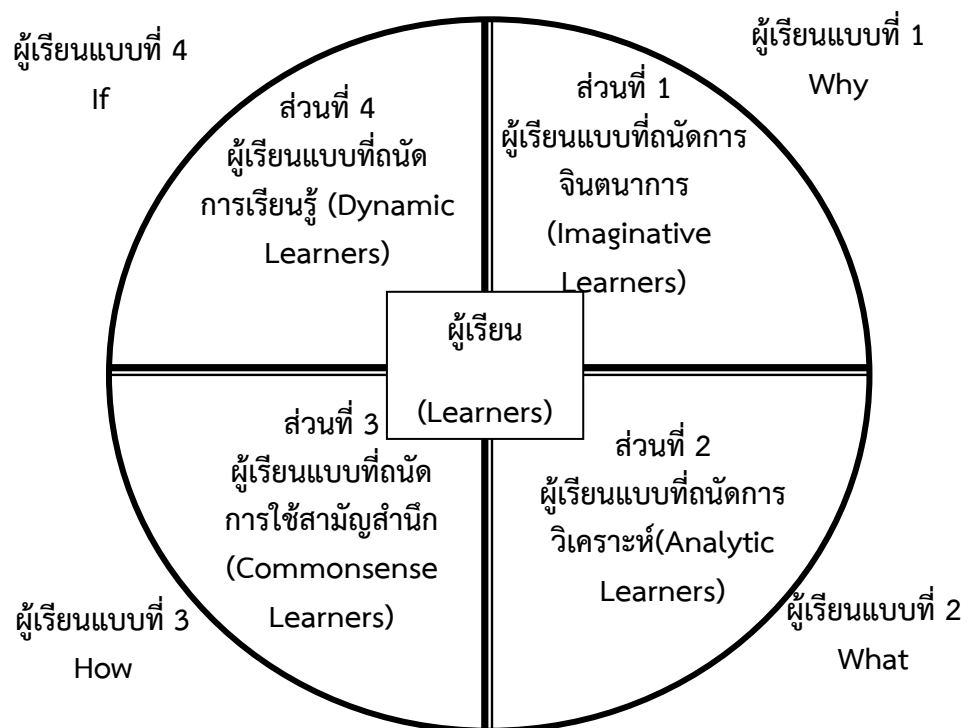 ผู้เรียนแบบที่ 4
If
ผู้เรียนแบบที่ 1
Why
ส่วนที่ 4
ผู้เรียนแบบที่ถนัด
การเรียนรู้ (Dynamic
Learners)
ส่วนที่ 1
ผู้เรียนแบบที่ถนัดการ
จินตนาการ
(Imaginative
Learners)
ผู้เรียน
(Learners)
ส่วนที่ 3
ผู้เรียนแบบที่ถนัด
การใช้สามัญสำนึก
(Commonsense
Learners)
ส่วนที่ 2
ผู้เรียนแบบที่ถนัดการ
วิเคราะห์(Analytic
Learners)
ผู้เรียนแบบที่ 3
How
ผู้เรียนแบบที่ 2
What